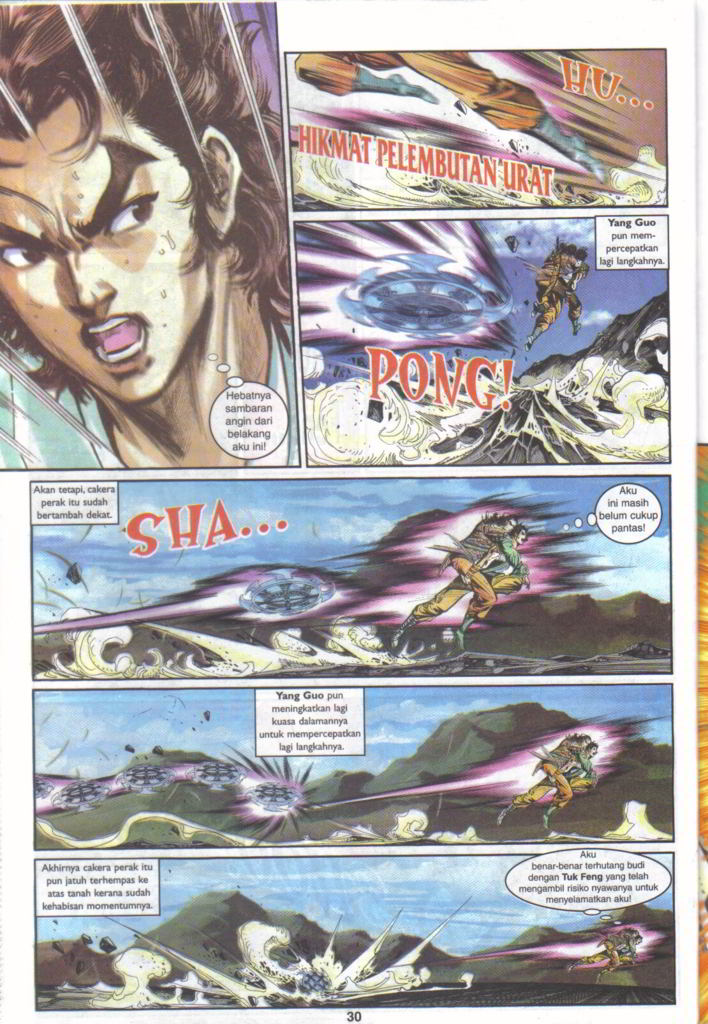 Hebatnya
sambaran
angin dari
belakang
aku ini!
HU...
HIKMAT PELEMBUTAN URAT
Yang Guo
pun mem-
percepatkan
lagi langkahnya.
PONG!
Akan tetapi, cakera
perak itu sudah
bertambah dekat.
SHA...
Aku
ini masih
belum cukup
pantas!
Yang Guo pun
meningkatkan lagi
kuasa dalamannya
untuk mempercepatkan
lagi langkahnya.
Akhirnya cakera perak itu
pun jatuh terhempas ke
atas tanah kerana sudah
kehabisan momentumnya.
Aku
benar-benar terhutang budi
dengan Tuk Feng yang telah
mengambil risiko nyawanya untuk
menyelamatkan aku!
30